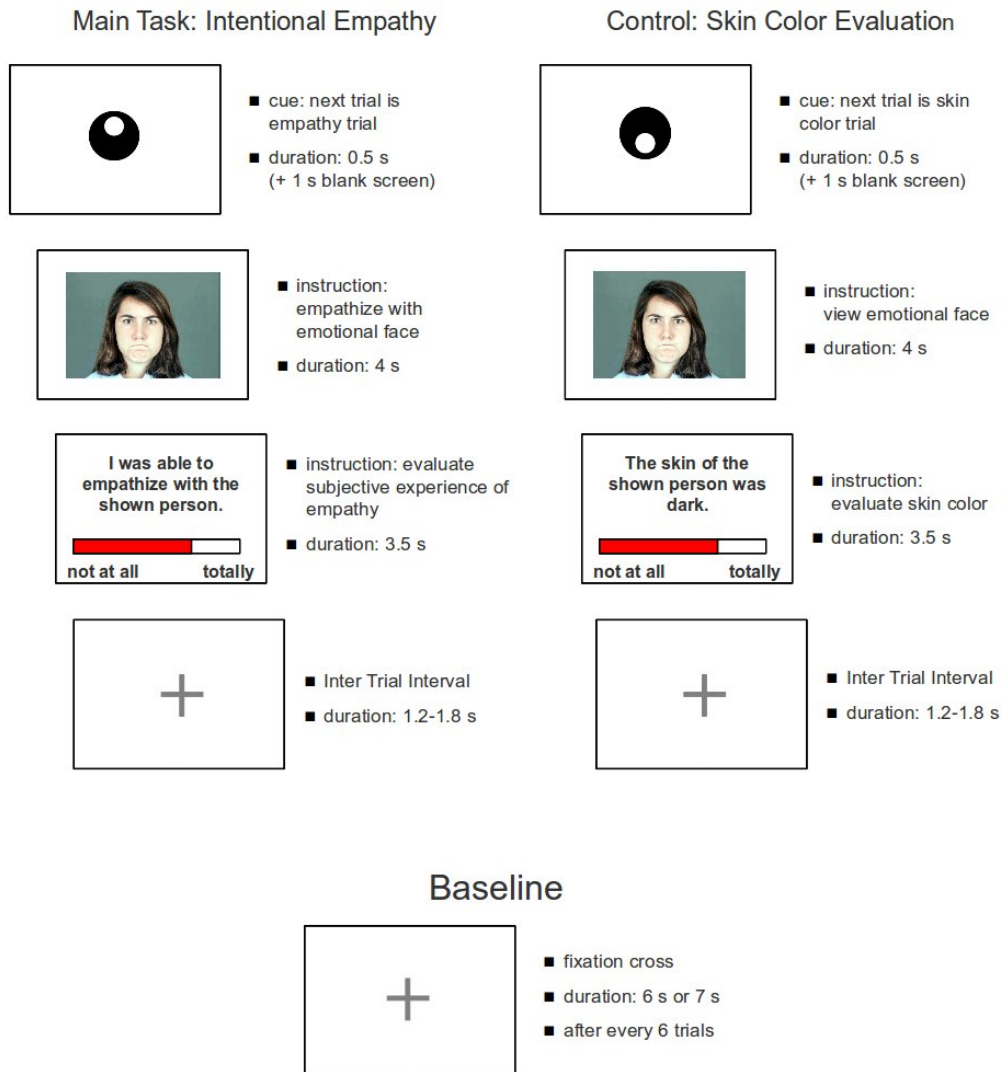 Main Task: Intentional Empathy
Control: Skin Color Evaluation
■ cue: next trial is
empathy trial
■ duration: 0.5 s
(+ 1 s blank screen)
■ cue: next trial is skin
color trial
■ duration: 0.5 s
(+ 1 s blank screen)
■ instruction:
empathize with
emotional face
■ duration: 4 s
■ instruction:
view emotional face
■ duration: 4 s
I was able to
empathize with the
shown person.
not at all totally
■ instruction: evaluate
subjective experience of
empathy
■ duration: 3.5 s
The skin of the
shown person was
dark.
not at all totally
■ instruction:
evaluate skin color
■ duration: 3.5 s
■ Inter Trial Interval
■ duration: 1.2-1.8 s
■ Inter Trial Interval
■ duration: 1.2-1.8 s
Baseline
■ fixation cross
■ duration: 6 s or 7 s
■ after every 6 trials